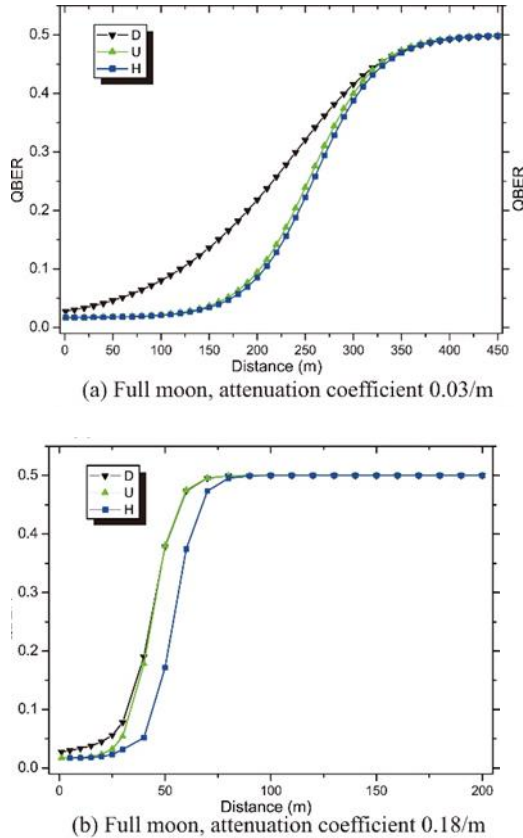 (a)
0.5
D
U
H
0.4
0.3
QBER
QBER
0.2
0.1
0.0
0 50 100 150 200 250 300 350 400 450
Distance (m)
(a) Full moon, attenuation coefficient 0.03/m
0.5
D
U
H
0.4
0.3
0.2
0.1
0.0
0 50 100 150 200
Distance (m)
(b) Full moon, attenuation coefficient 0.18/m